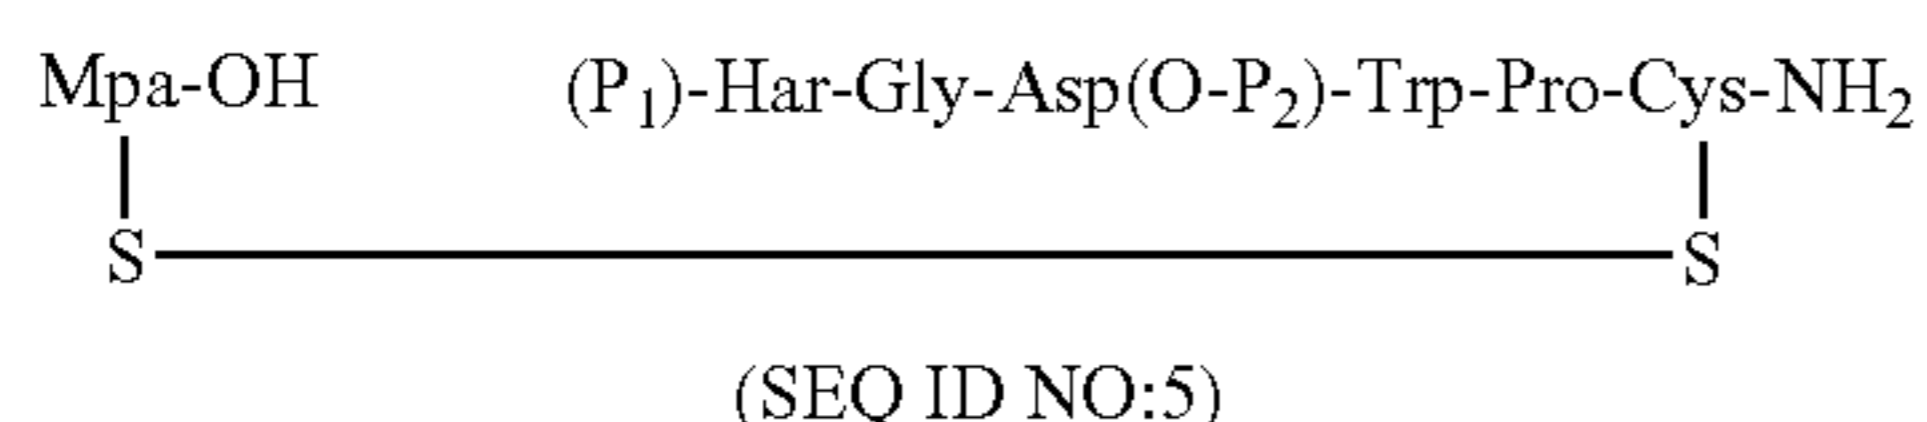 Mpa-OH (P₁)-Har-Gly-Asp(O-P₂)-Trp-Pro-Cys-NH₂
S S
(SEQ ID NO:5)